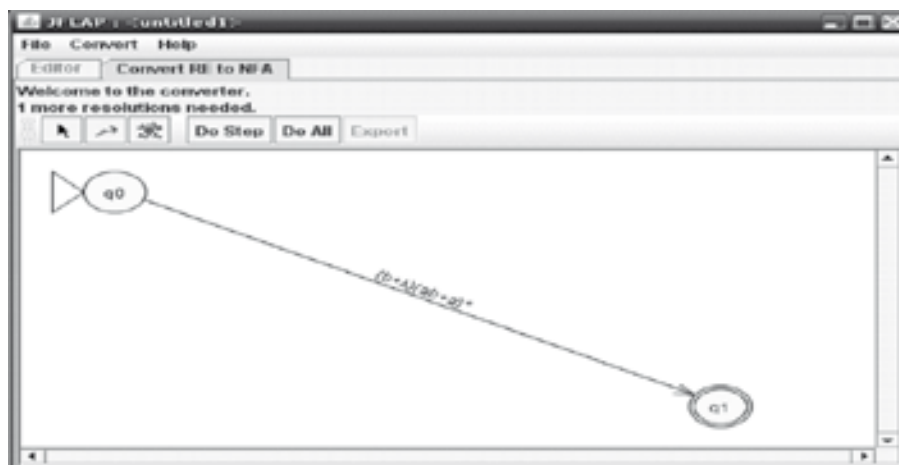 JFLAP : <untitled1>
File Convert Help
Editor Convert RE to NFA
Welcome to the converter.
1 more resolutions needed.
Do Step Do All Export
q0
(b+λ)(ab+a)*
q1